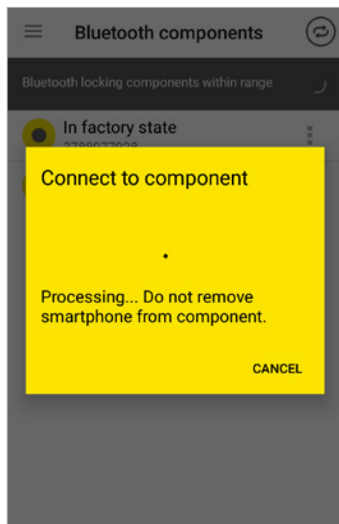 Bluetooth components
Bluetooth locking components within range
In factory state
2788977928
Connect to component
Processing... Do not remove
smartphone from component.
CANCEL